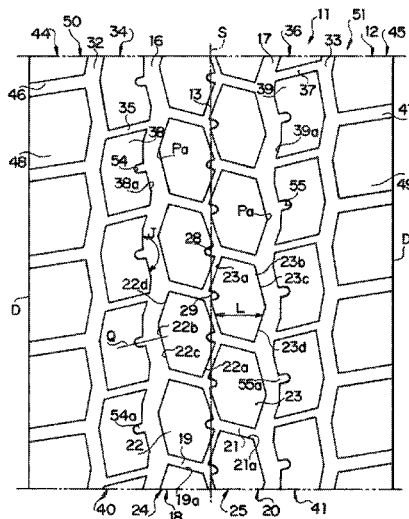 44 50 32 34 16 S 17 36 11 33 51 12 45
46 35 13 39 37 47
38 Pa 39a
48 54 49
38a J Pa 55
28 23a 23b
D 22d 29 L 23c D
Q 22b 23d
22c 22a 55a
54a 23
22 21
19 21a
19a
40 24 18 25 20 41